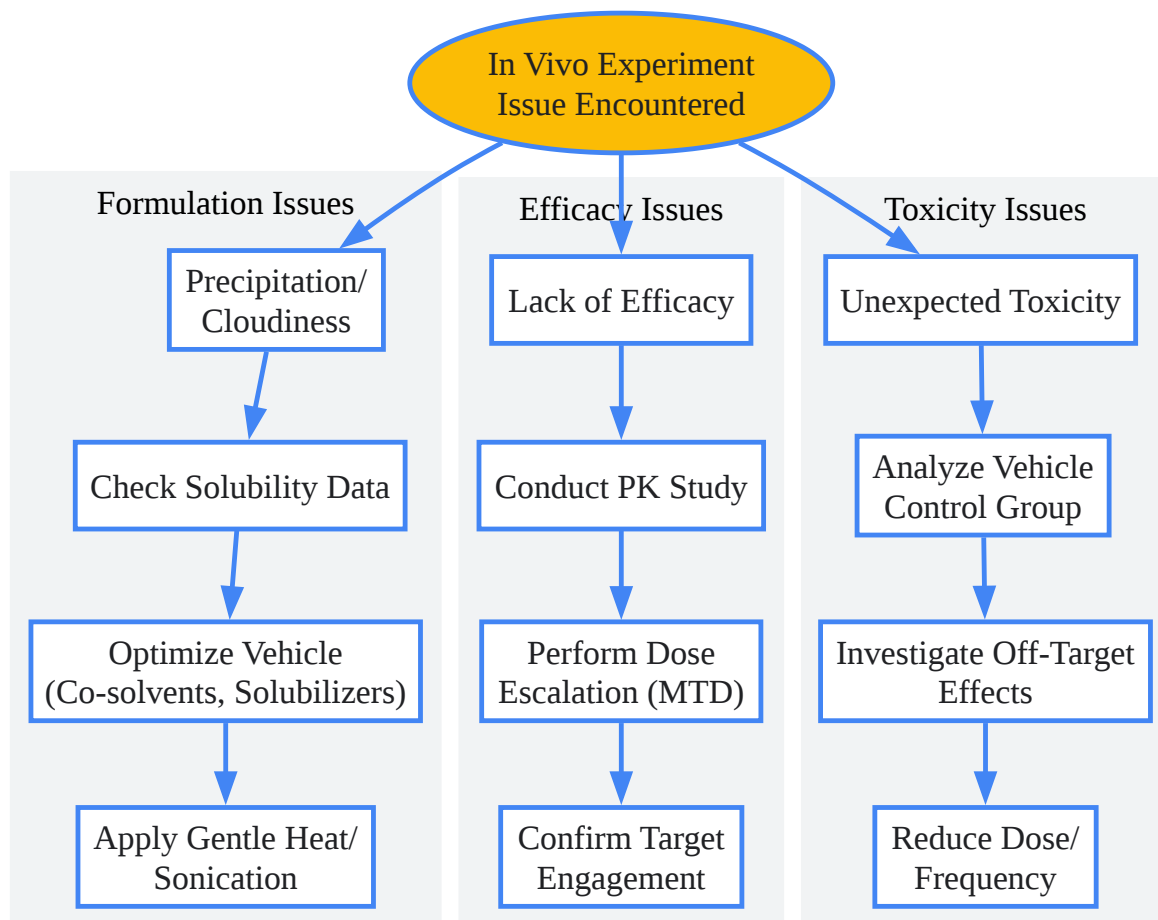 In Vivo Experiment
Issue Encountered
Formulation Issues
Precipitation/
Cloudiness
Check Solubility Data
Optimize Vehicle
(Co-solvents, Solubilizers)
Apply Gentle Heat/
Sonication
Efficacy Issues
Lack of Efficacy
Conduct PK Study
Perform Dose
Escalation (MTD)
Confirm Target
Engagement
Toxicity Issues
Unexpected Toxicity
Analyze Vehicle
Control Group
Investigate Off-Target
Effects
Reduce Dose/
Frequency